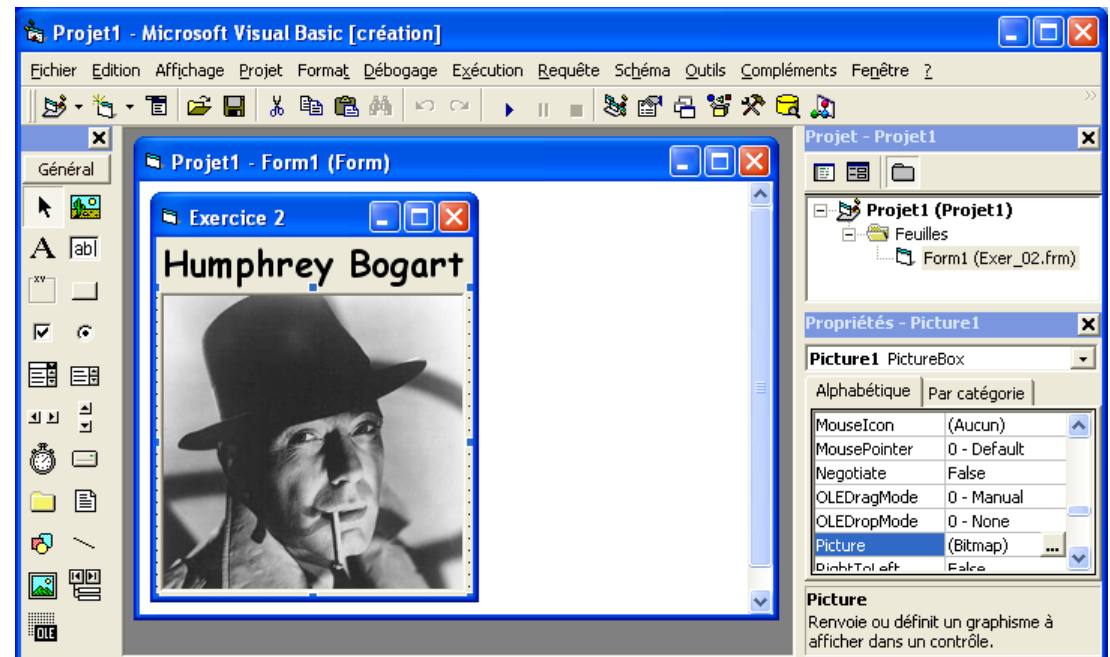 Projet1 - Microsoft Visual Basic [création]
Fichier Edition Affichage Projet Format Débogage Exécution Requête Schéma Outils Compléments Fenêtre ?
Général
A ab|
XY
OLE
Projet1 - Form1 (Form)
Exercice 2
Humphrey Bogart
Projet - Projet1
Projet1 (Projet1)
Feuilles
Form1 (Exer_02.frm)
Propriétés - Picture1
Picture1 PictureBox
Alphabétique Par catégorie
MouseIcon (Aucun)
MousePointer 0 - Default
Negotiate False
OLEDragMode 0 - Manual
OLEDropMode 0 - None
Picture (Bitmap) ...
RightToLeft False
Picture
Renvoie ou définit un graphisme à
afficher dans un contrôle.